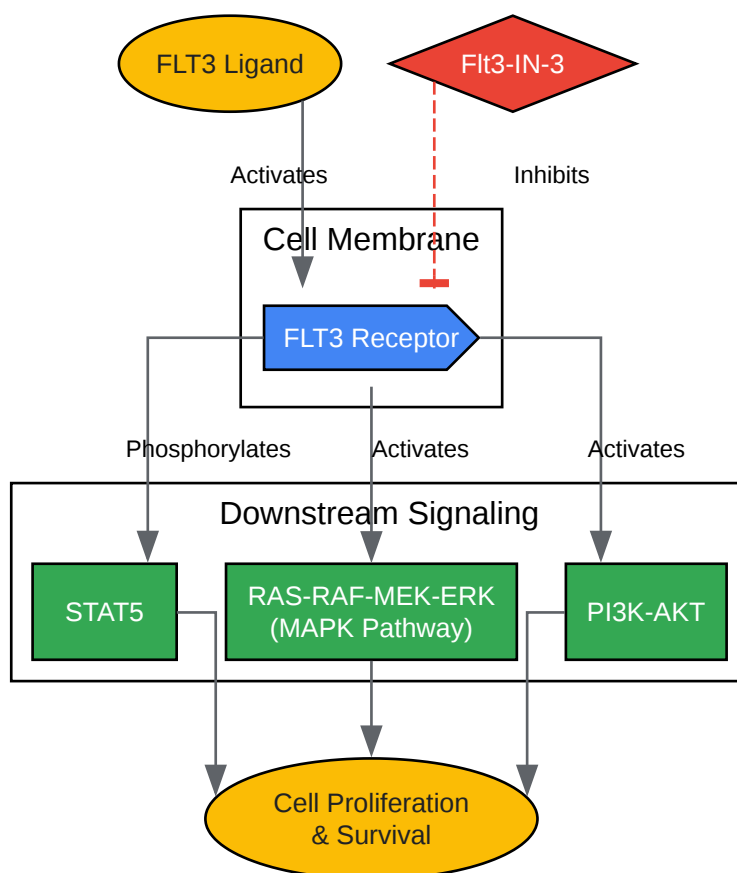 FLT3 Ligand
Flt3-IN-3
Activates
Inhibits
Cell Membrane
FLT3 Receptor
Phosphorylates
Activates
Activates
Downstream Signaling
STAT5
RAS-RAF-MEK-ERK
(MAPK Pathway)
PI3K-AKT
Cell Proliferation
& Survival